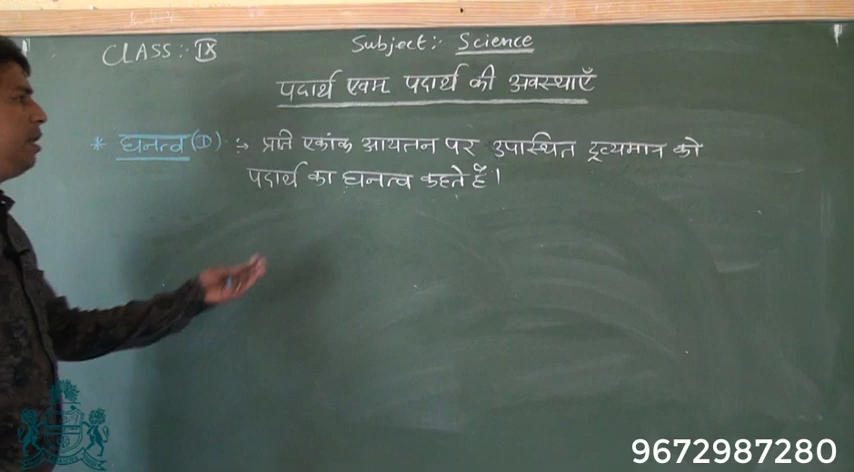 CLASS:- IX
Subject:- Science
पदार्थ एवम पदार्थ की अवस्थाएँ
* घनत्व (D) :- प्रति एकांक आयतन पर उपास्थित द्रव्यमान को
पदार्थ का घनत्व कहते हैं।
9672987280